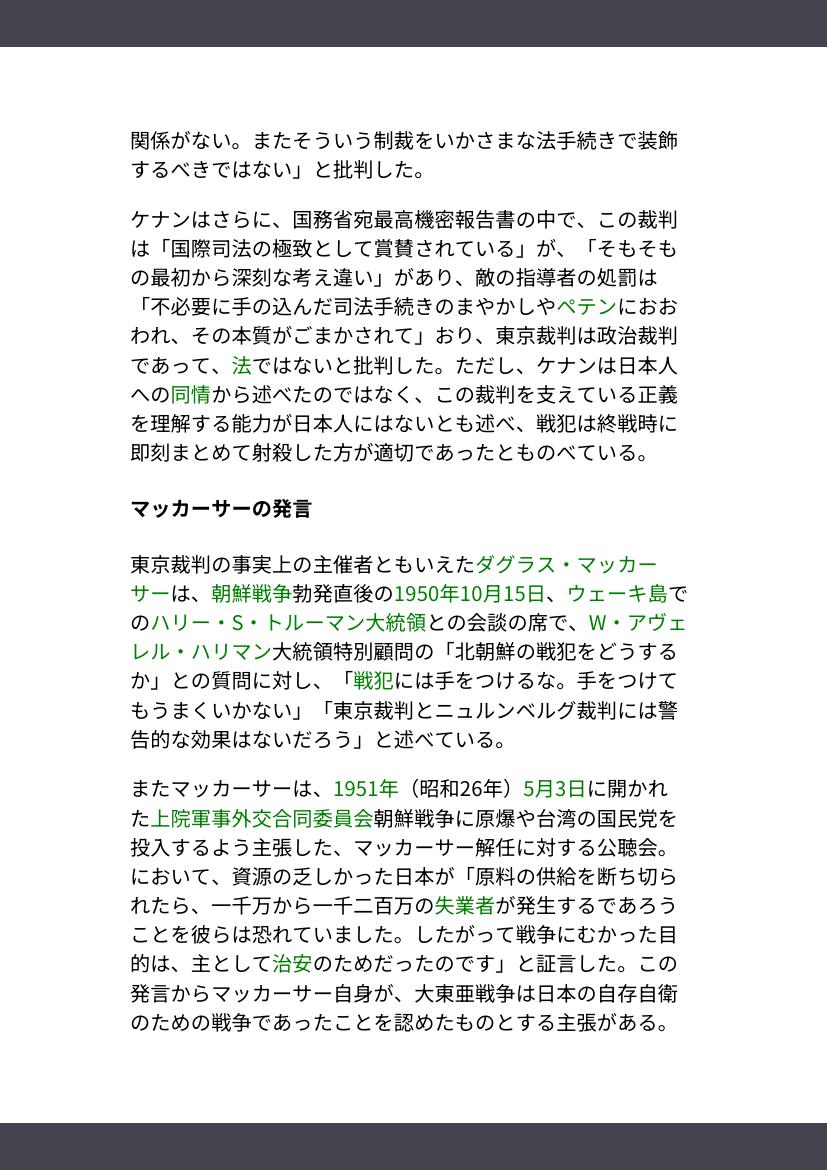 関係がない。またそういう制裁をいかさまな法手続きで装飾
するべきではない」と批判した。
ケナンはさらに、国務省宛最高機密報告書の中で、この裁判
は「国際司法の極致として賞賛されている」が、「そもそも
の最初から深刻な考え違い」があり、敵の指導者の処罰は
「不必要に手の込んだ司法手続きのまやかしやペテンにおお
われ、その本質がごまかされて」おり、東京裁判は政治裁判
であって、法ではないと批判した。ただし、ケナンは日本人
への同情から述べたのではなく、この裁判を支えている正義
を理解する能力が日本人にはないとも述べ、戦犯は終戦時に
即刻まとめて射殺した方が適切であったとものべている。
マッカーサーの発言
東京裁判の事実上の主催者ともいえたダグラス・マッカー
サーは、朝鮮戦争勃発直後の1950年10月15日、ウェーキ島で
のハリー・S・トルーマン大統領との会談の席で、W・アヴェ
レル・ハリマン大統領特別顧問の「北朝鮮の戦犯をどうする
か」との質問に対し、「戦犯には手をつけるな。手をつけて
もうまくいかない」「東京裁判とニュルンベルグ裁判には警
告的な効果はないだろう」と述べている。
またマッカーサーは、1951年（昭和26年）5月3日に開かれ
た上院軍事外交合同委員会朝鮮戦争に原爆や台湾の国民党を
投入するよう主張した、マッカーサー解任に対する公聴会。
において、資源の乏しかった日本が「原料の供給を断ち切ら
れたら、一千万から一千二百万の失業者が発生するであろう
ことを彼らは恐れていました。したがって戦争にむかった目
的は、主として治安のためだったのです」と証言した。この
発言からマッカーサー自身が、大東亜戦争は日本の自存自衛
のための戦争であったことを認めたものとする主張がある。